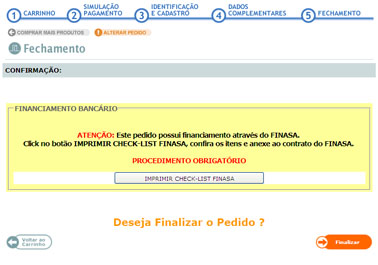 1 CARRINHO
2 SIMULAÇÃO
PAGAMENTO
3 IDENTIFICAÇÃO
E CADASTRO
4 DADOS
COMPLEMENTARES
5 FECHAMENTO
COMPRAR MAIS PRODUTOS
ALTERAR PEDIDO
Fechamento
CONFIRMAÇÃO:
FINANCIAMENTO BANCÁRIO
ATENÇÃO: Este pedido possui financiamento através do FINASA.
Click no botão IMPRIMIR CHECK-LIST FINASA, confira os itens e anexe ao contrato do FINASA.
PROCEDIMENTO OBRIGATÓRIO
IMPRIMIR CHECK-LIST FINASA
Deseja Finalizar o Pedido ?
Voltar ao
Carrinho
Finalizar